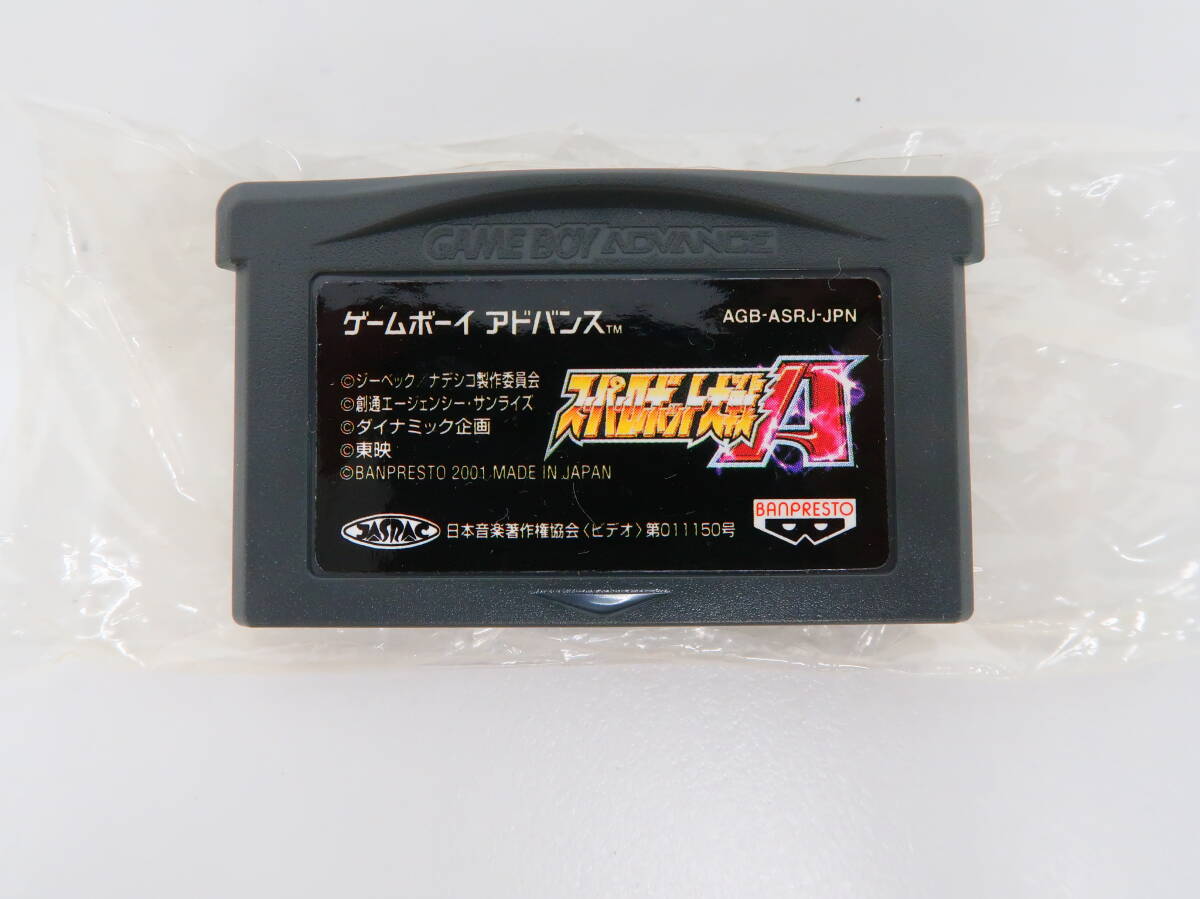 GAME BOY ADVANCE
ゲームボーイ アドバンス™
AGB-ASRJ-JPN
©ジーベック/ナデシコ製作委員会
©創通エージェンシー・サンライズ
©ダイナミック企画
©東映
©BANPRESTO 2001 MADE IN JAPAN
スーパーロボット大戦A
JASRAC
日本音楽著作権協会〈ビデオ〉第011150号
BANPRESTO